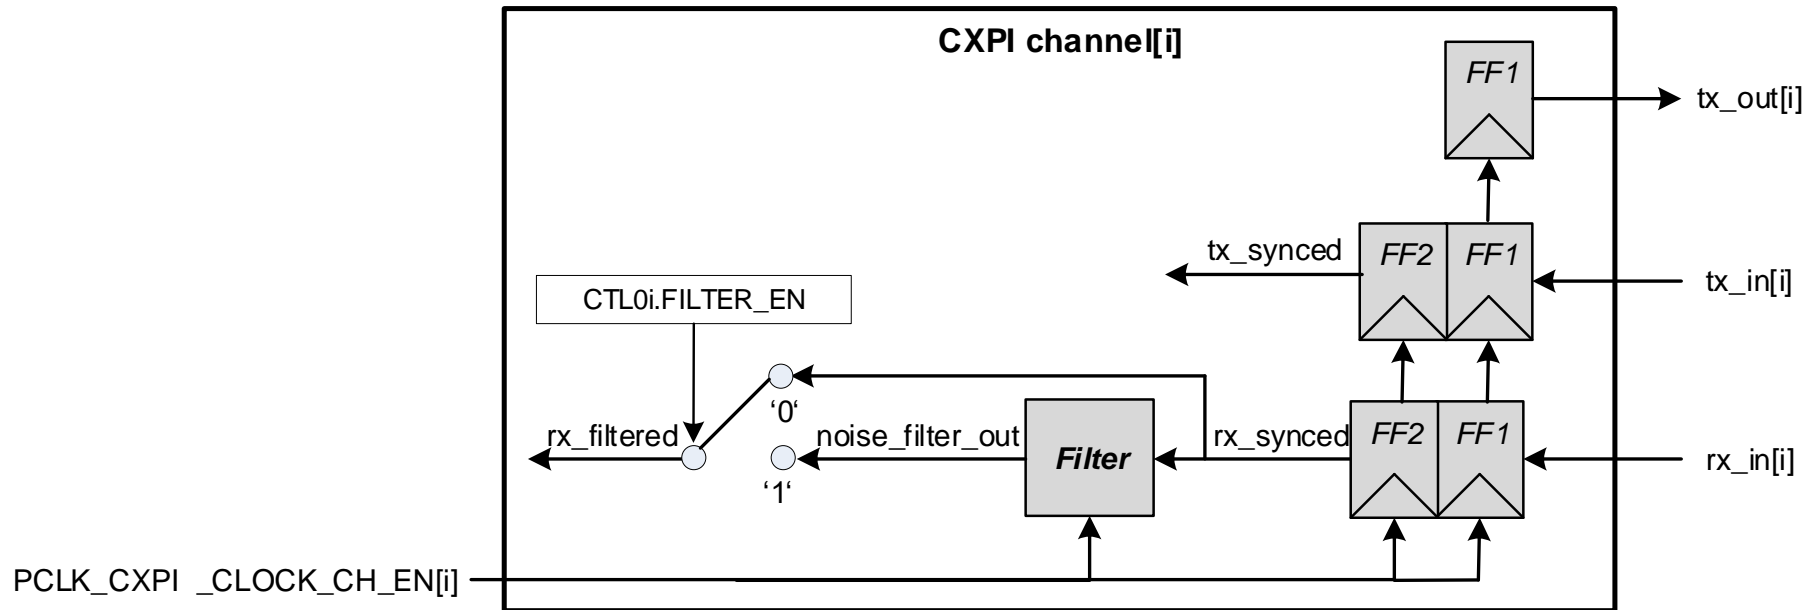 CXPI channel[i]
FF1
tx_out[i]
tx_synced
FF2
FF1
tx_in[i]
CTL0i.FILTER_EN
‘0‘
rx_filtered
noise_filter_out
Filter
rx_synced
FF2
FF1
rx_in[i]
‘1‘
PCLK_CXPI _CLOCK_CH_EN[i]